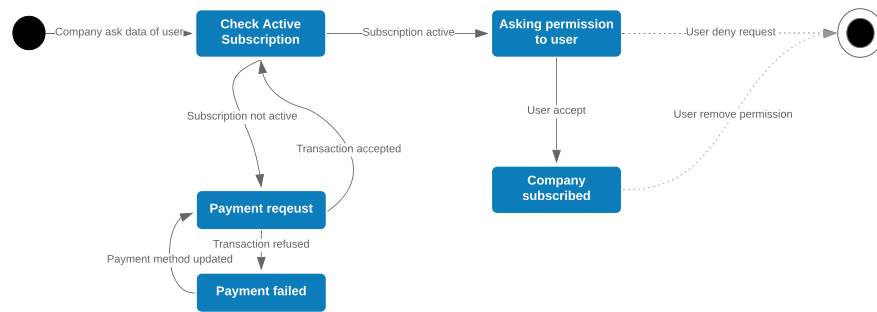 Company ask data of user
Check Active
Subscription
Subscription active
Asking permission
to user
User deny request
Subscription not active
Transaction accepted
User accept
User remove permission
Company
subscribed
Payment reqeust
Transaction refused
Payment method updated
Payment failed